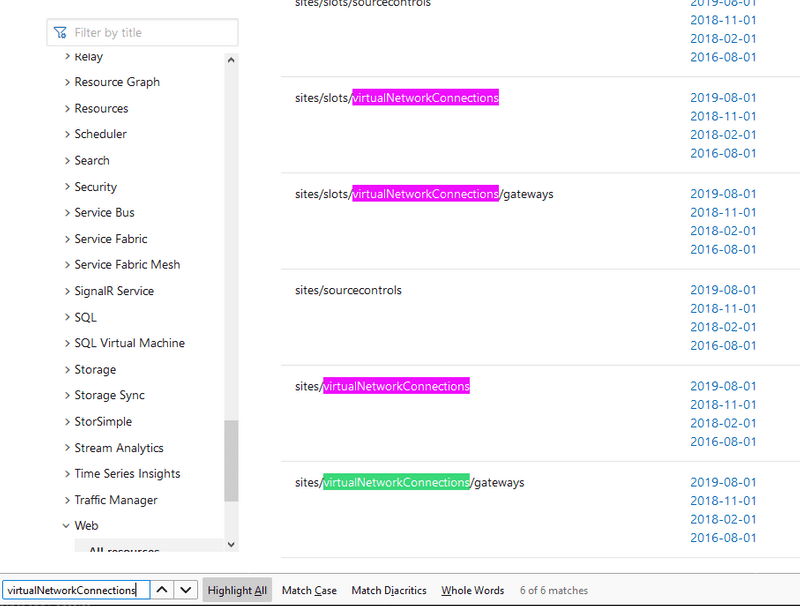 Filter by title
Relay
Resource Graph
Resources
Scheduler
Search
Security
Service Bus
Service Fabric
Service Fabric Mesh
SignalR Service
SQL
SQL Virtual Machine
Storage
Storage Sync
StorSimple
Stream Analytics
Time Series Insights
Traffic Manager
Web
All resources
sites/slots/sourcecontrols
2019-08-01
2018-11-01
2018-02-01
2016-08-01
sites/slots/virtualNetworkConnections
2019-08-01
2018-11-01
2018-02-01
2016-08-01
sites/slots/virtualNetworkConnections/gateways
2019-08-01
2018-11-01
2018-02-01
2016-08-01
sites/sourcecontrols
2019-08-01
2018-11-01
2018-02-01
2016-08-01
sites/virtualNetworkConnections
2019-08-01
2018-11-01
2018-02-01
2016-08-01
sites/virtualNetworkConnections/gateways
2019-08-01
2018-11-01
2018-02-01
2016-08-01
virtualNetworkConnections
Highlight All
Match Case
Match Diacritics
Whole Words
6 of 6 matches